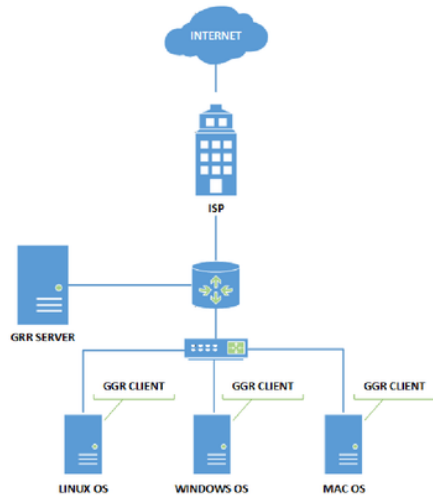 INTERNET
ISP
GRR SERVER
GGR CLIENT
GGR CLIENT
GGR CLIENT
LINUX OS
WINDOWS OS
MAC OS